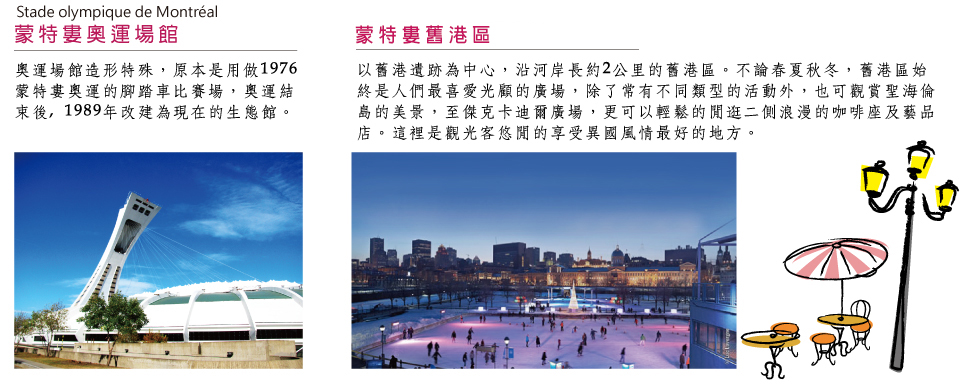 Stade olympique de Montréal
蒙特婁奧運場館
奧運場館造形特殊，原本是用做1976
蒙特婁奧運的腳踏車比賽場，奧運結
束後，1989年改建為現在的生態館。
蒙特婁舊港區
以舊港遺跡為中心，沿河岸長約2公里的舊港區。不論春夏秋冬，舊港區始
終是人們最喜愛光顧的廣場，除了常有不同類型的活動外，也可觀賞聖海倫
島的美景，至傑克卡迪爾廣場，更可以輕鬆的閒逛二側浪漫的咖啡座及藝品
店。這裡是觀光客悠閒的享受異國風情最好的地方。